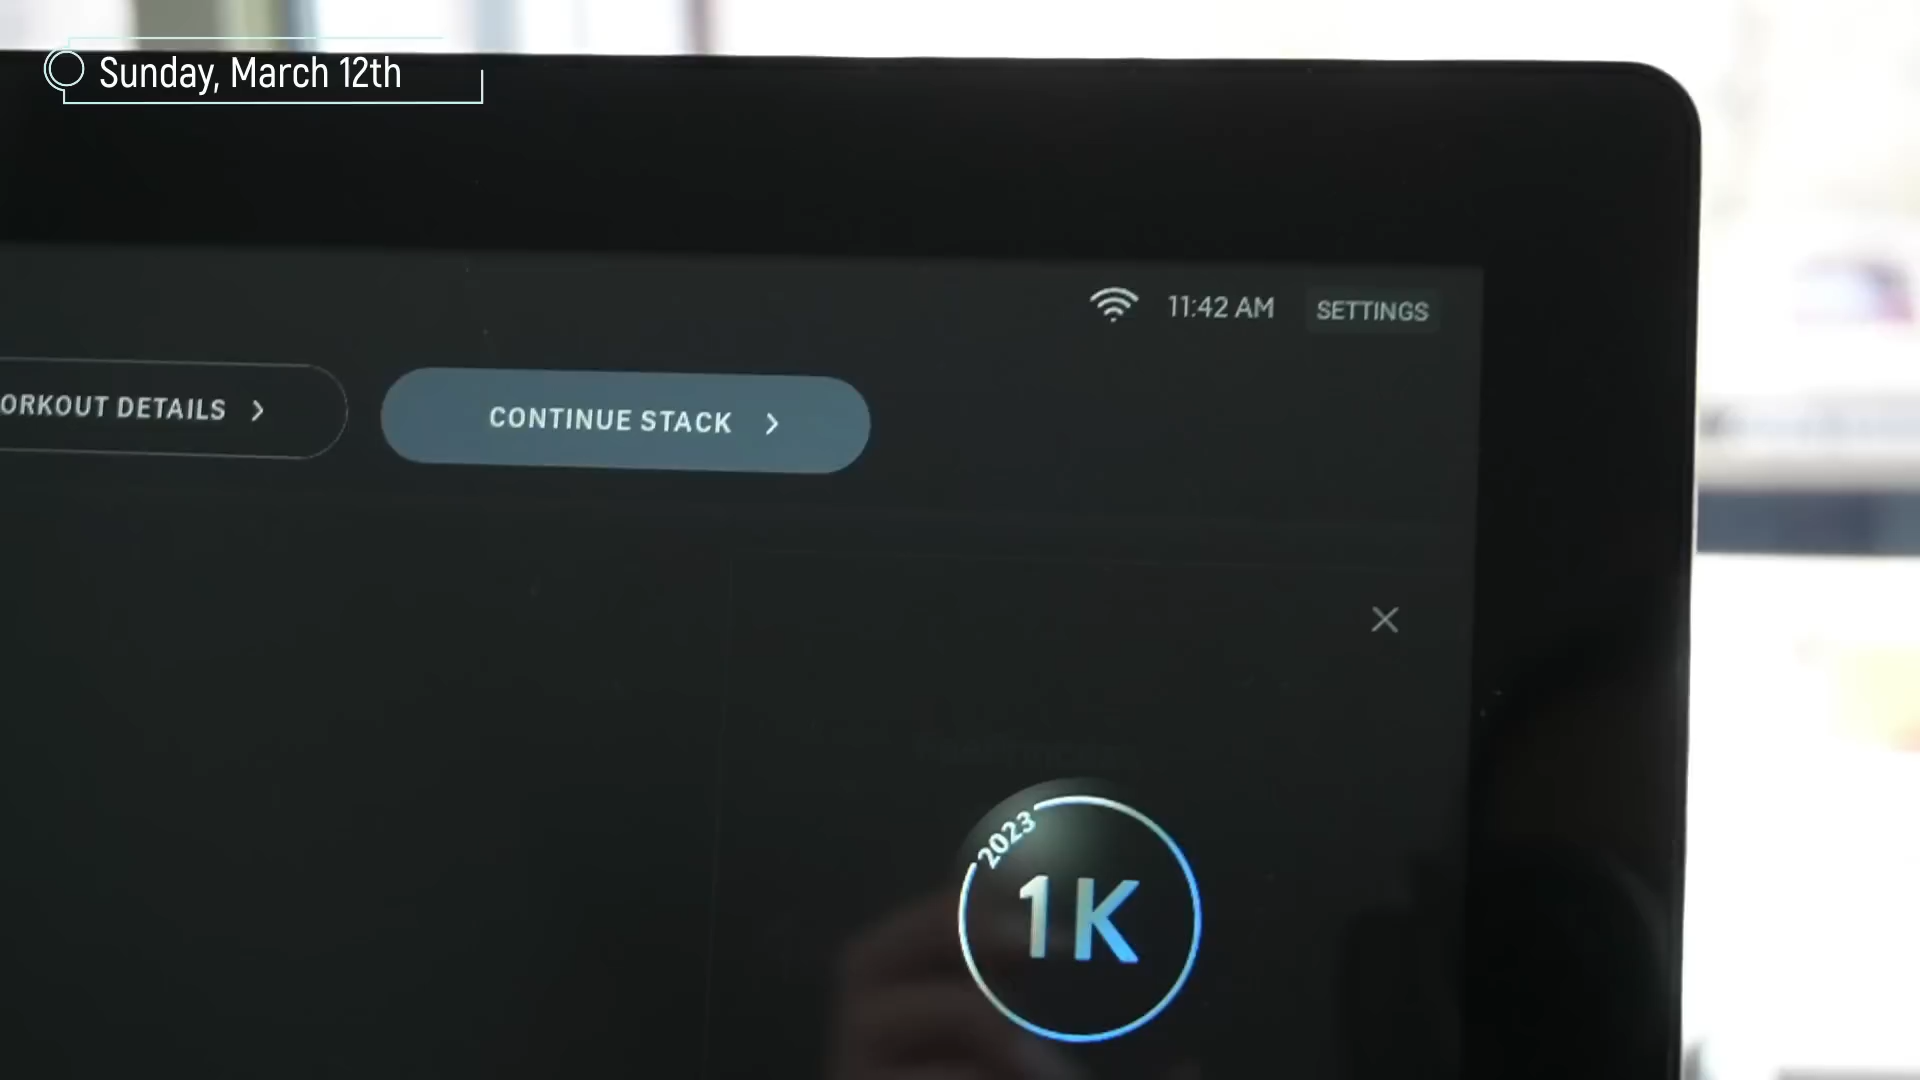 Sunday, March 12th
11:42 AM SETTINGS
ORKOUT DETAILS >
CONTINUE STACK >
2023
1K